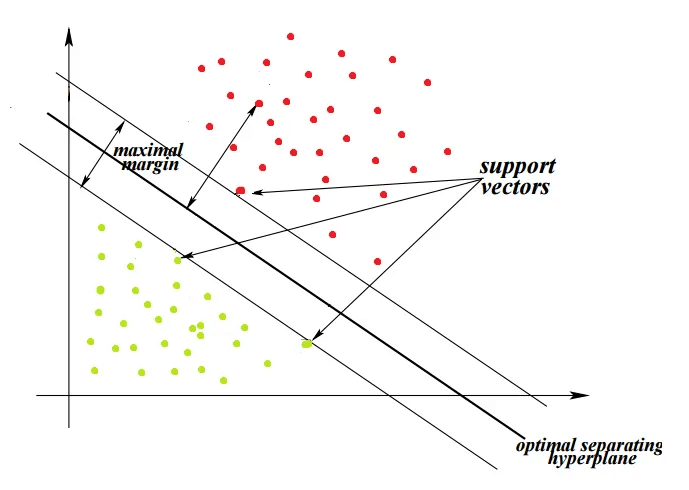 maximal
margin
support
vectors
optimal separating
hyperplane